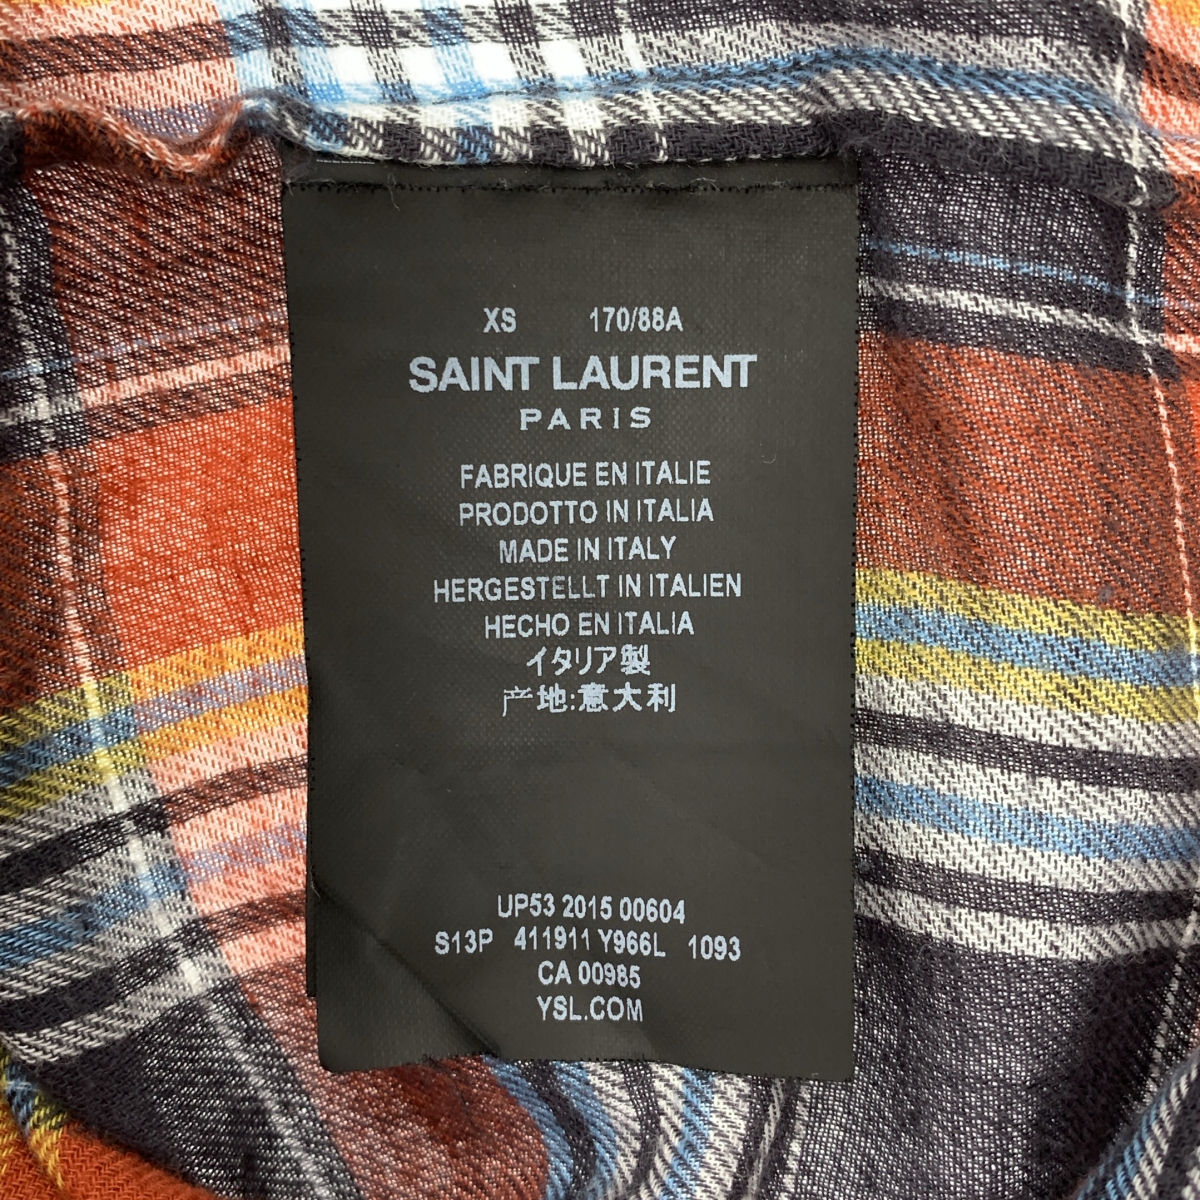 XS 170/88A
SAINT LAURENT
PARIS
FABRIQUE EN ITALIE
PRODOTTO IN ITALIA
MADE IN ITALY
HERGESTELLT IN ITALIEN
HECHO EN ITALIA
イタリア製
产地:意大利
UP53 2015 00604
S13P 411911 Y966L 1093
CA 00985
YSL.COM